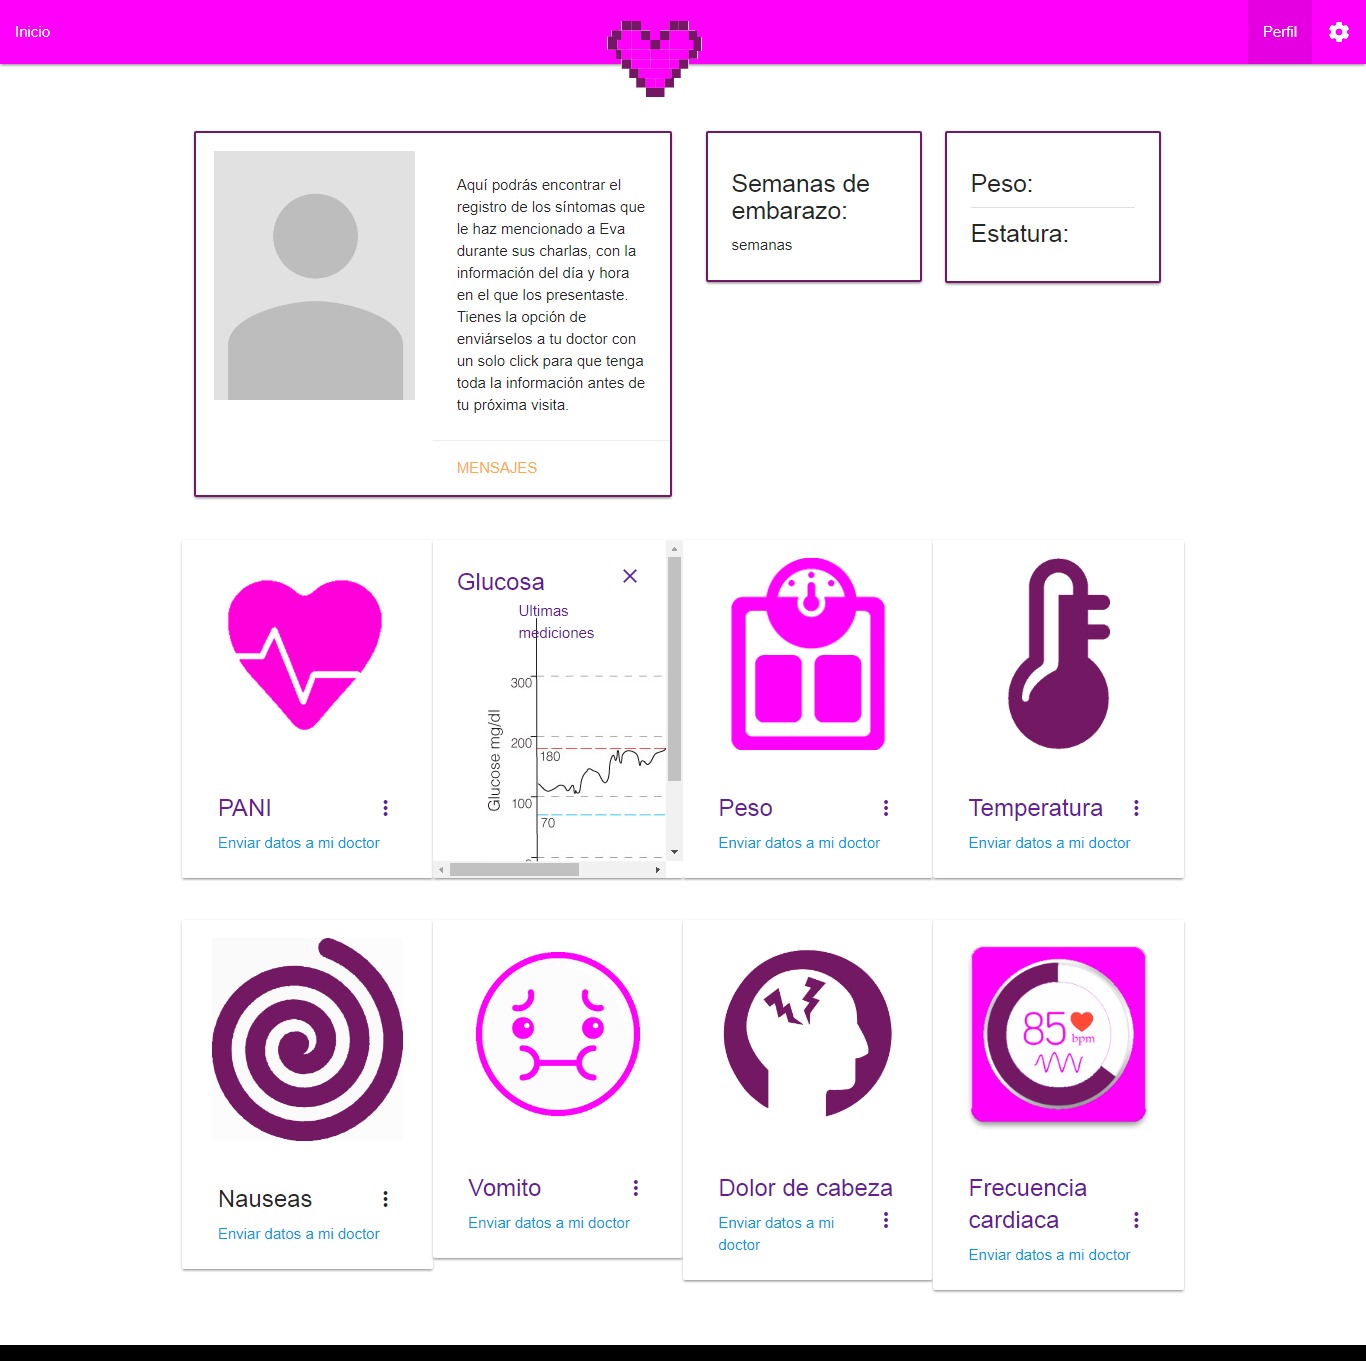 Inicio
Perfil
Aquí podrás encontrar el
registro de los síntomas que
le haz mencionado a Eva
durante sus charlas, con la
información del día y hora
en el que los presentaste.
Tienes la opción de
enviárselos a tu doctor con
un solo click para que tenga
toda la información antes de
tu próxima visita.
MENSAJES
Semanas de
embarazo:
semanas
Peso:
Estatura:
PANI
Enviar datos a mi doctor
Glucosa
Ultimas
mediciones
Glucose mg/dl
300
200
180
100
70
Peso
Enviar datos a mi doctor
Temperatura
Enviar datos a mi doctor
Nauseas
Enviar datos a mi doctor
Vomito
Enviar datos a mi doctor
Dolor de cabeza
Enviar datos a mi
doctor
85
bpm
Frecuencia
cardiaca
Enviar datos a mi doctor